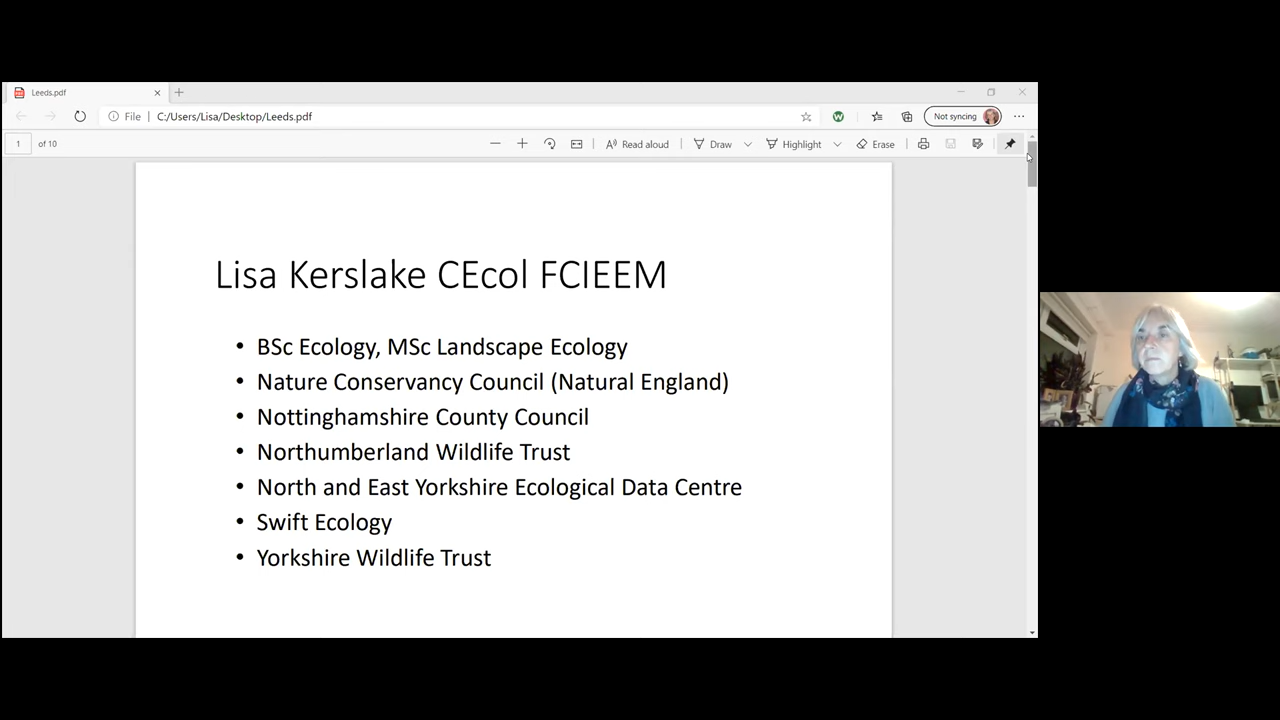 Leeds.pdf
File
C:/Users/Lisa/Desktop/Leeds.pdf
Not syncing
1 of 10
Read aloud
Draw
Highlight
Erase
Lisa Kerslake CEcol FCIEEM
• BSc Ecology, MSc Landscape Ecology
• Nature Conservancy Council (Natural England)
• Nottinghamshire County Council
• Northumberland Wildlife Trust
• North and East Yorkshire Ecological Data Centre
• Swift Ecology
• Yorkshire Wildlife Trust